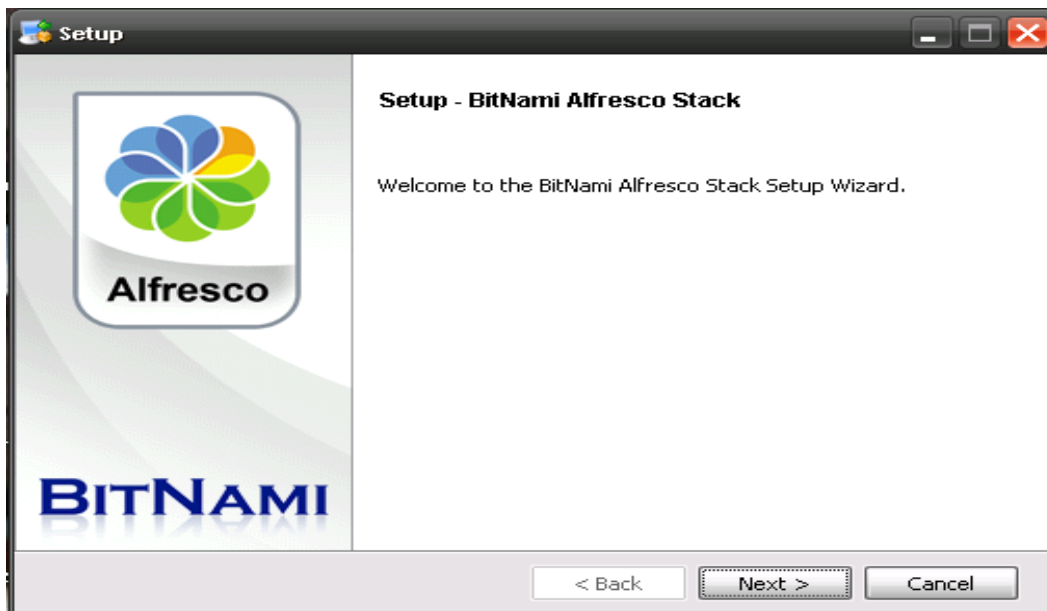 Setup
Setup - BitNami Alfresco Stack
Welcome to the BitNami Alfresco Stack Setup Wizard.
Alfresco
BITNAMI
< Back
Next >
Cancel